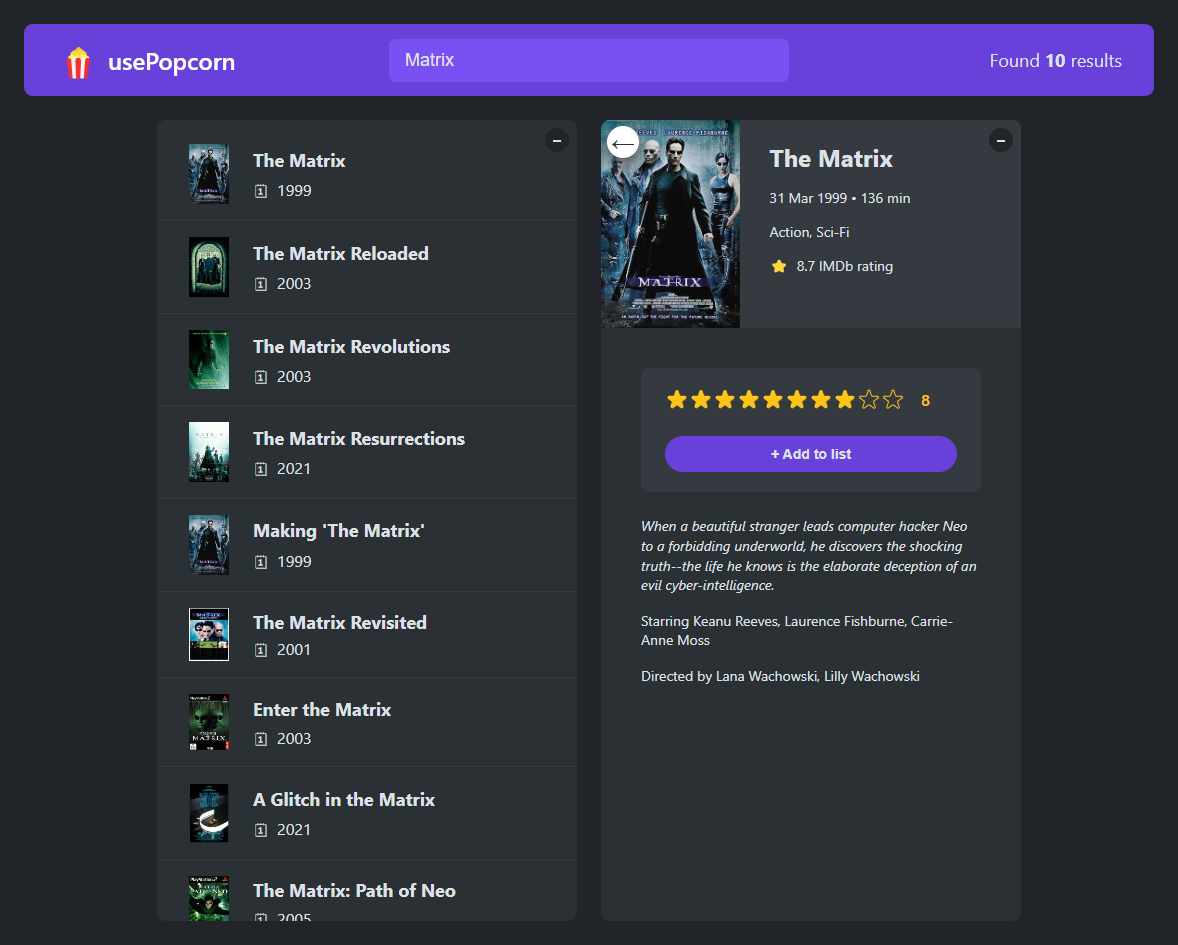 usePopcorn
Matrix
Found 10 results
The Matrix
1999
The Matrix Reloaded
2003
The Matrix Revolutions
2003
The Matrix Resurrections
2021
Making 'The Matrix'
1999
The Matrix Revisited
2001
Enter the Matrix
2003
A Glitch in the Matrix
2021
The Matrix: Path of Neo
2005
LAURENCE FISHBURNE
MATRIX
The Matrix
31 Mar 1999 • 136 min
Action, Sci-Fi
8.7 IMDb rating
8
+ Add to list
When a beautiful stranger leads computer hacker Neo
to a forbidding underworld, he discovers the shocking
truth--the life he knows is the elaborate deception of an
evil cyber-intelligence.
Starring Keanu Reeves, Laurence Fishburne, Carrie-
Anne Moss
Directed by Lana Wachowski, Lilly Wachowski